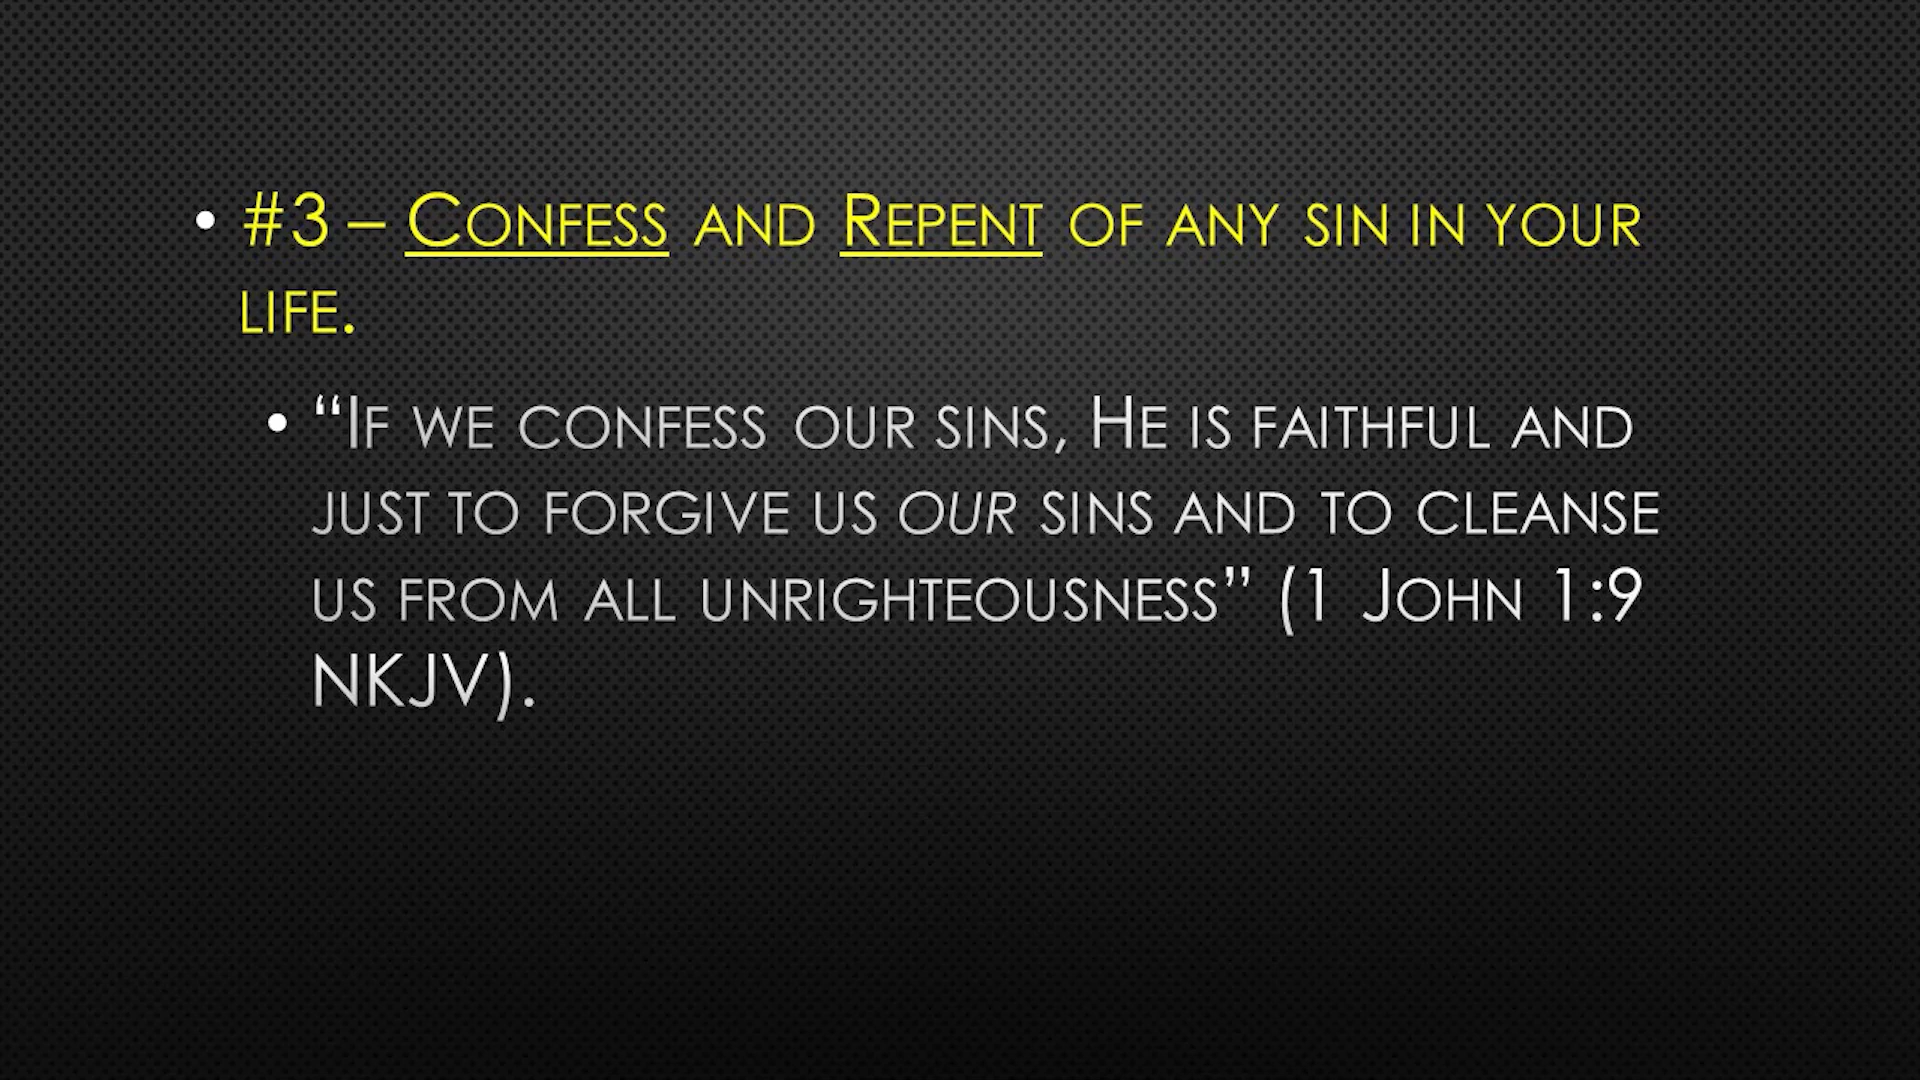 • #3 – Confess and Repent of any sin in your
life.
• “If we confess our sins, He is faithful and
just to forgive us our sins and to cleanse
us from all unrighteousness” (1 John 1:9
NKJV).